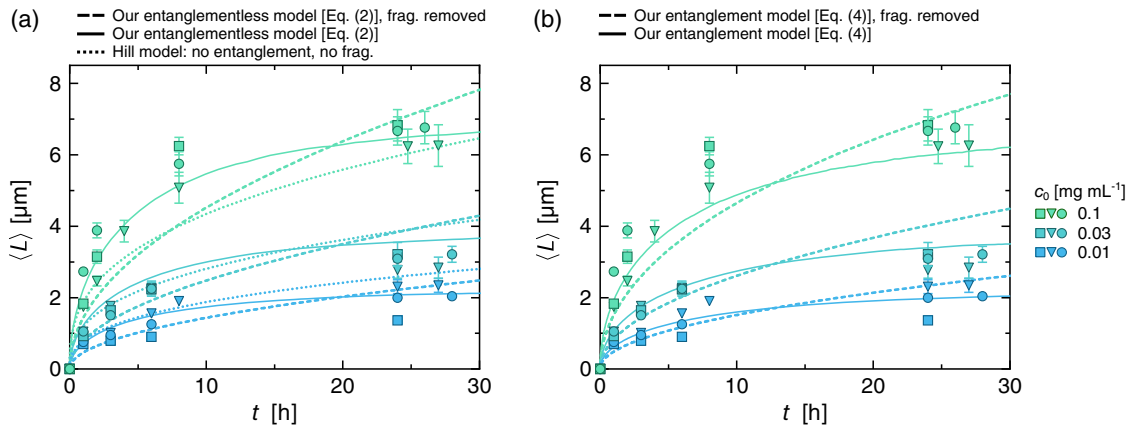 (a)
Our entanglementless model [Eq. (2)], frag. removed
Our entanglementless model [Eq. (2)]
Hill model: no entanglement, no frag.
8
6
4
2
0
⟨L⟩ [μm]
0
10
20
30
t [h]
(b)
Our entanglement model [Eq. (4)], frag. removed
Our entanglement model [Eq. (4)]
8
6
4
2
0
⟨L⟩ [μm]
0
10
20
30
t [h]
c₀ [mg mL⁻¹]
0.1
0.03
0.01